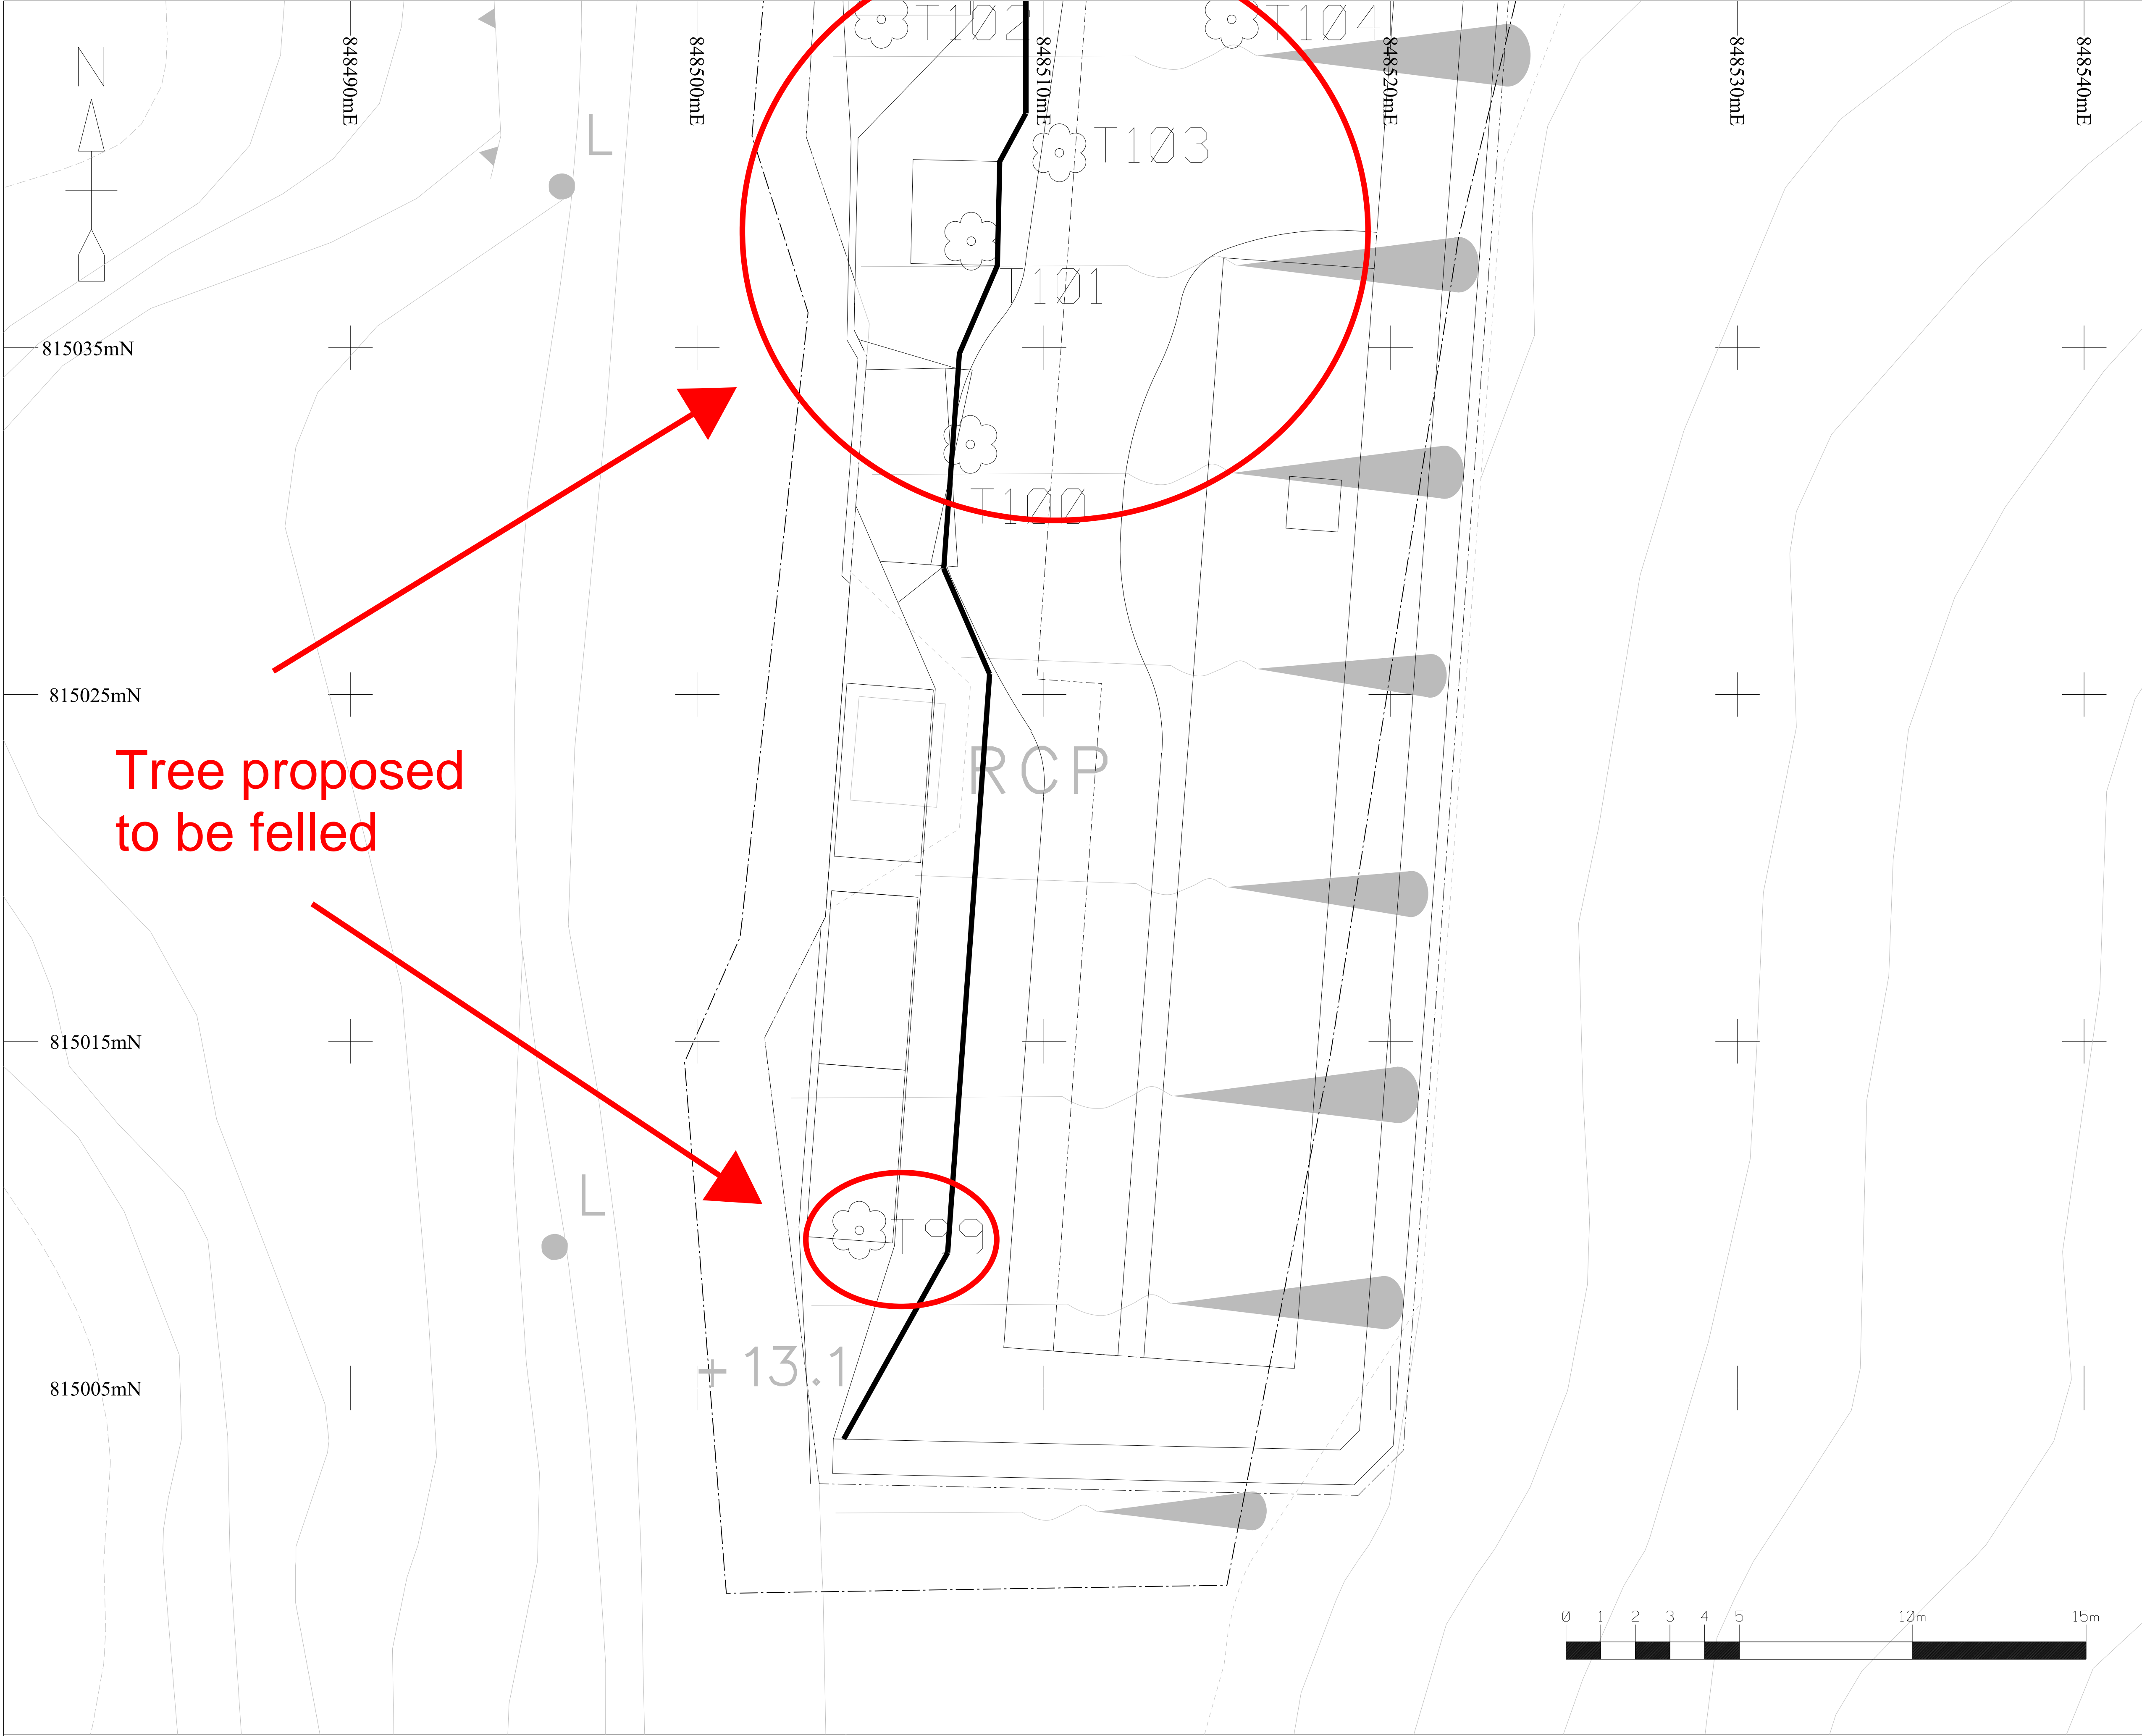 T102
T104
848490mE
848500mE
848510mE
848520mE
848530mE
848540mE
N
L
T103
T101
815035mN
T100
815025mN
RCP
Tree proposed
to be felled
815015mN
L
T99
+13.1
815005mN
0 1 2 3 4 5 10m 15m